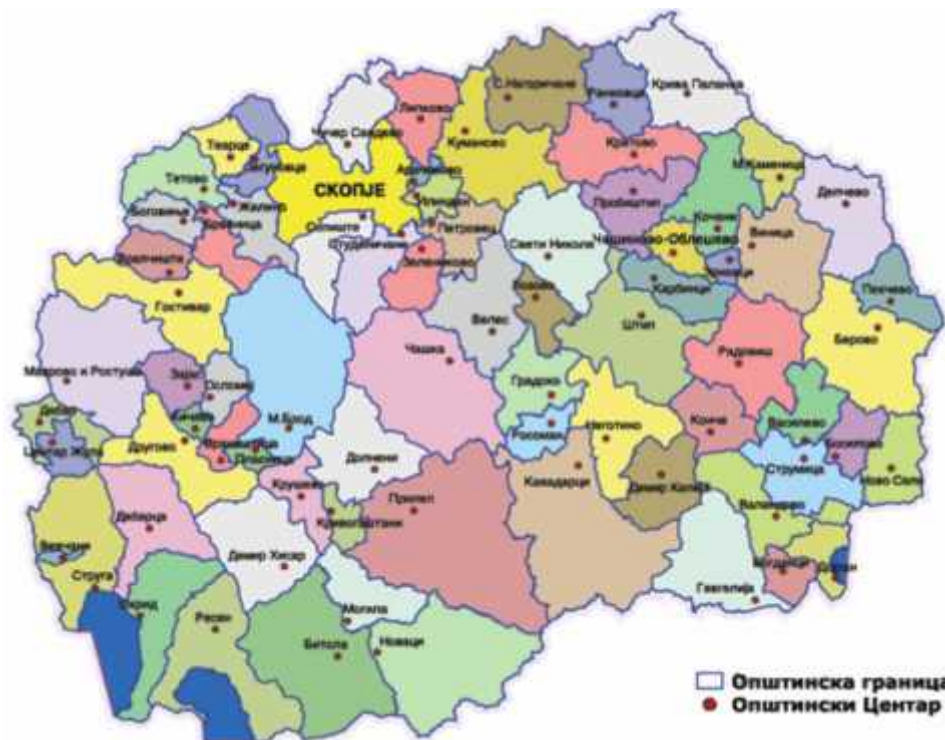 С.Нагоричане
Ранковце
Крива Паланка
Липково
Чучер Сандево
Куманово
Теарце
Кратово
М.Каменица
Тетово
СКОПЈЕ
Делчево
Илинден
Пробиштип
Боговиње
Желино
Брвеница
Кочани
Сопиште
Петровец
Виница
Студеничани
Свети Николе
Чашиново-Облешево
Зелениково
Врапчиште
Карбинци
Пехчево
Гостивар
Лозово
Велес
Штип
Берово
Чашка
Радовиш
Маврово и Ростуша
Зајас
Градско
Осломеј
Дебар
М.Брод
Кичево
Неготино
Конче
Василево
Росоман
Босилово
Центар Жупа
Другово
Вранештица
Пласница
Долнени
Струмица
Ново Село
Крушево
Кавадарци
Демир Капија
Прилеп
Валандово
Дебарца
Кривогаштани
Демир Хисар
Вевчани
Богданци
Дојран
Струга
Гевгелија
Охрид
Ресен
Могила
Битола
Новаци
Општинска граница
Општински Центар